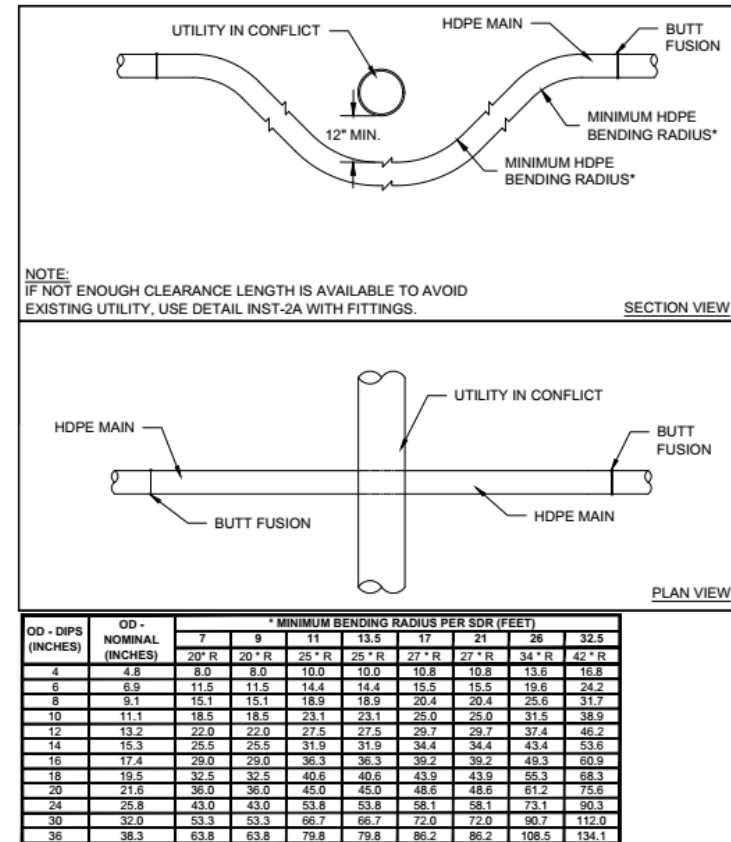 UTILITY IN CONFLICT
HDPE MAIN
BUTT
FUSION
12" MIN.
MINIMUM HDPE
BENDING RADIUS*
MINIMUM HDPE
BENDING RADIUS*
NOTE:
IF NOT ENOUGH CLEARANCE LENGTH IS AVAILABLE TO AVOID
EXISTING UTILITY, USE DETAIL INST-2A WITH FITTINGS.
SECTION VIEW
UTILITY IN CONFLICT
HDPE MAIN
BUTT
FUSION
BUTT FUSION
HDPE MAIN
PLAN VIEW
OD - DIPS
(INCHES)
OD -
NOMINAL
(INCHES)
* MINIMUM BENDING RADIUS PER SDR (FEET)
7 9 11 13.5 17 21 26 32.5
20* R 20 * R 25 * R 25 * R 27 * R 27 * R 34 * R 42 * R
4 4.8 8.0 8.0 10.0 10.0 10.8 10.8 13.6 16.8
6 6.9 11.5 11.5 14.4 14.4 15.5 15.5 19.6 24.2
8 9.1 15.1 15.1 18.9 18.9 20.4 20.4 25.6 31.7
10 11.1 18.5 18.5 23.1 23.1 25.0 25.0 31.5 38.9
12 13.2 22.0 22.0 27.5 27.5 29.7 29.7 37.4 46.2
14 15.3 25.5 25.5 31.9 31.9 34.4 34.4 43.4 53.6
16 17.4 29.0 29.0 36.3 36.3 39.2 39.2 49.3 60.9
18 19.5 32.5 32.5 40.6 40.6 43.9 43.9 55.3 68.3
20 21.6 36.0 36.0 45.0 45.0 48.6 48.6 61.2 75.6
24 25.8 43.0 43.0 53.8 53.8 58.1 58.1 73.1 90.3
30 32.0 53.3 53.3 66.7 66.7 72.0 72.0 90.7 112.0
36 38.3 63.8 63.8 79.8 79.8 86.2 86.2 108.5 134.1